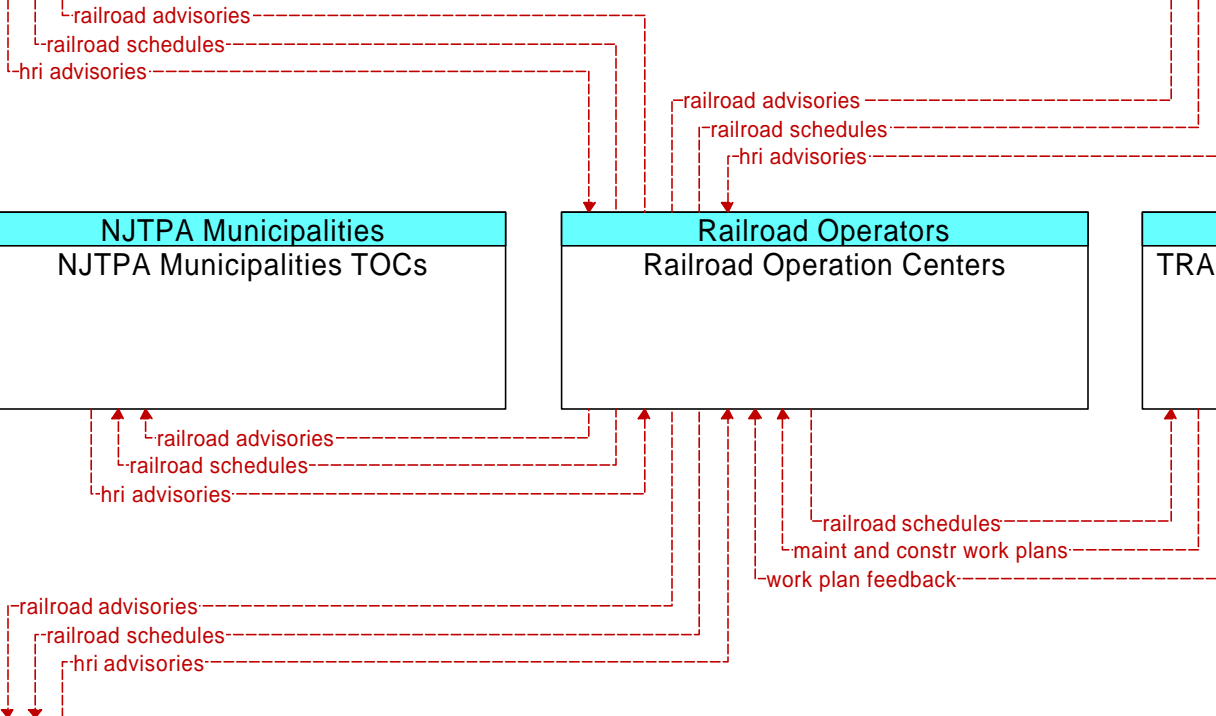 railroad advisories
railroad schedules
hri advisories
railroad advisories
railroad schedules
hri advisories
NJTPA Municipalities
NJTPA Municipalities TOCs
Railroad Operators
Railroad Operation Centers
TRA
railroad advisories
railroad schedules
hri advisories
railroad schedules
maint and constr work plans
work plan feedback
railroad advisories
railroad schedules
hri advisories